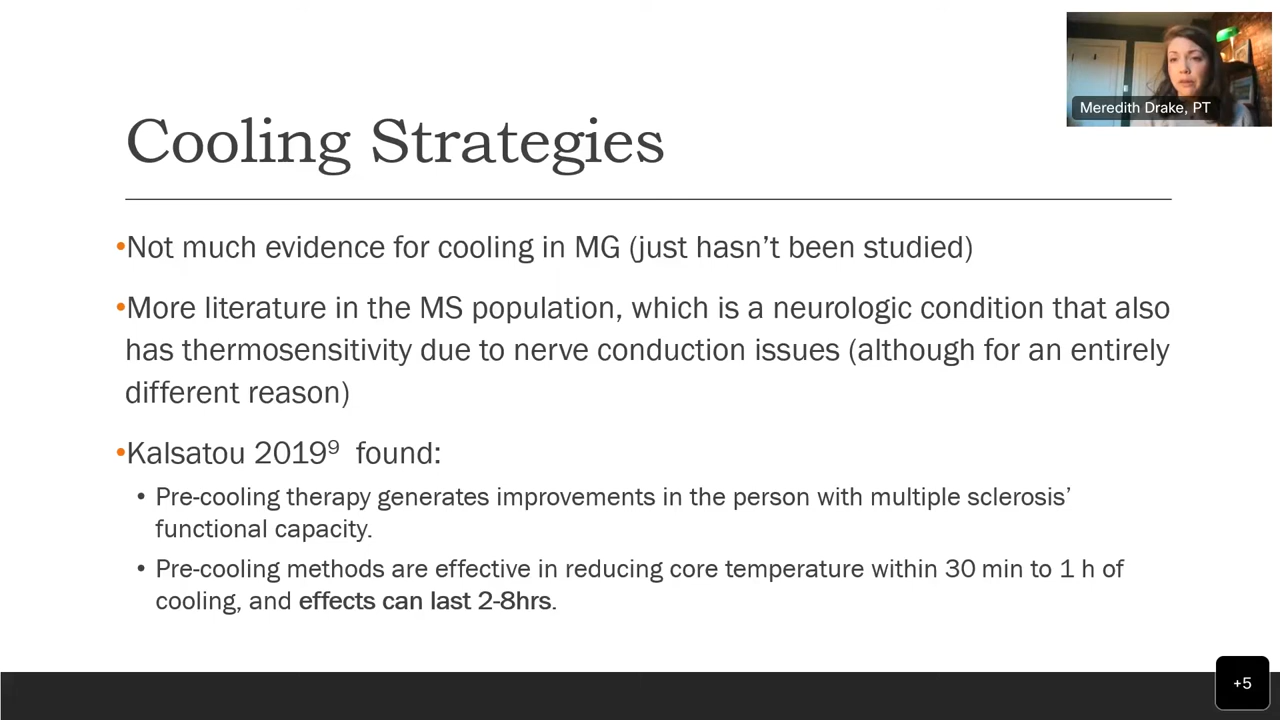 Meredith Drake, PT
Cooling Strategies
•Not much evidence for cooling in MG (just hasn’t been studied)
•More literature in the MS population, which is a neurologic condition that also
has thermosensitivity due to nerve conduction issues (although for an entirely
different reason)
•Kalsatou 2019⁹ found:
• Pre-cooling therapy generates improvements in the person with multiple sclerosis’
functional capacity.
• Pre-cooling methods are effective in reducing core temperature within 30 min to 1 h of
cooling, and effects can last 2-8hrs.
+5